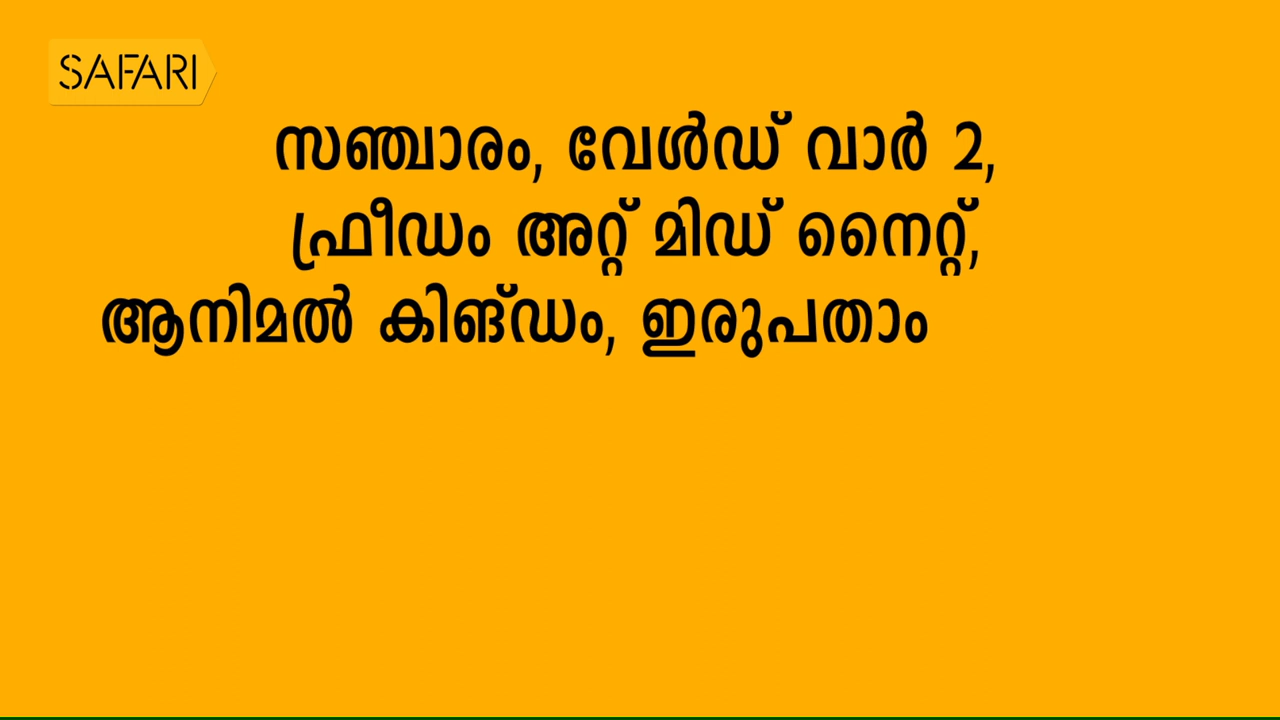 SAFARI
സഞ്ചാരം, വേൾഡ് വാർ 2,
ഫ്രീഡം അറ്റ് മിഡ് നൈറ്റ്,
ആനിമൽ കിങ്ഡം, ഇരുപതാം